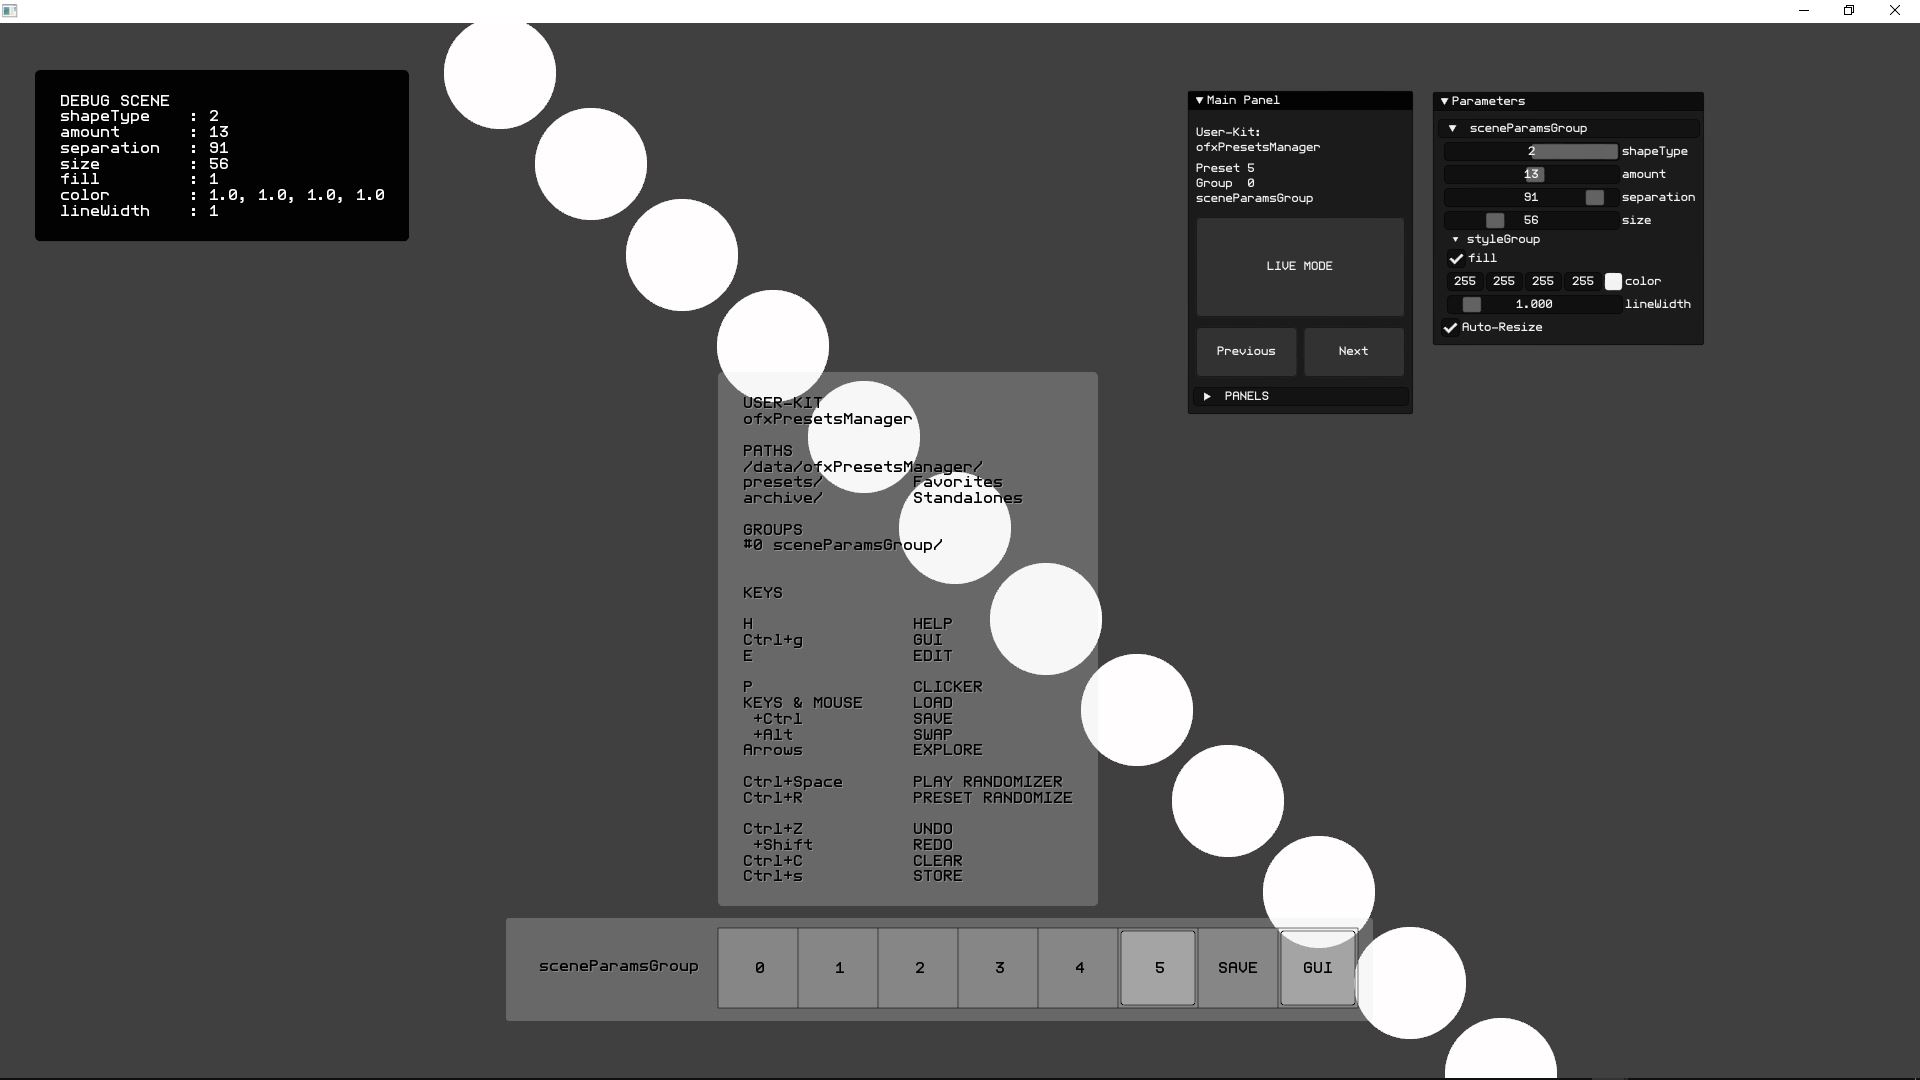 DEBUG SCENE
shapeType : 2
amount : 13
separation : 91
size : 56
fill : 1
color : 1.0, 1.0, 1.0, 1.0
lineWidth : 1
Main Panel
User-Kit:
ofxPresetsManager
Preset 5
Group 0
sceneParamsGroup
LIVE MODE
Previous Next
PANELS
Parameters
sceneParamsGroup
2 shapeType
13 amount
91 separation
56 size
styleGroup
fill
255 255 255 255 color
1.000 lineWidth
Auto-Resize
USER-KIT
ofxPresetsManager
PATHS
/data/ofxPresetsManager/
presets/ Favorites
archive/ Standalones
GROUPS
#0 sceneParamsGroup/
KEYS
H HELP
Ctrl+g GUI
E EDIT
P CLICKER
KEYS & MOUSE LOAD
+Ctrl SAVE
+Alt SWAP
Arrows EXPLORE
Ctrl+Space PLAY RANDOMIZER
Ctrl+R PRESET RANDOMIZE
Ctrl+Z UNDO
+Shift REDO
Ctrl+C CLEAR
Ctrl+s STORE
sceneParamsGroup 0 1 2 3 4 5 SAVE GUI